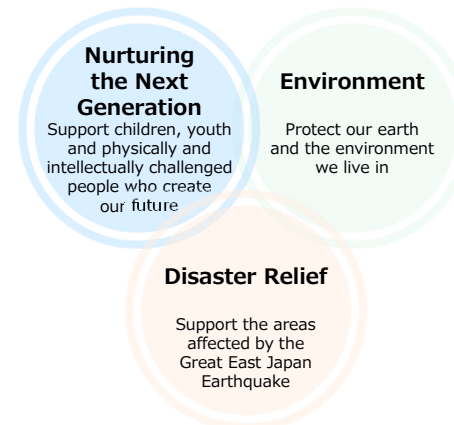 Nurturing
the Next
Generation
Support children, youth
and physically and
intellectually challenged
people who create
our future
Environment
Protect our earth
and the environment
we live in
Disaster Relief
Support the areas
affected by the
Great East Japan
Earthquake